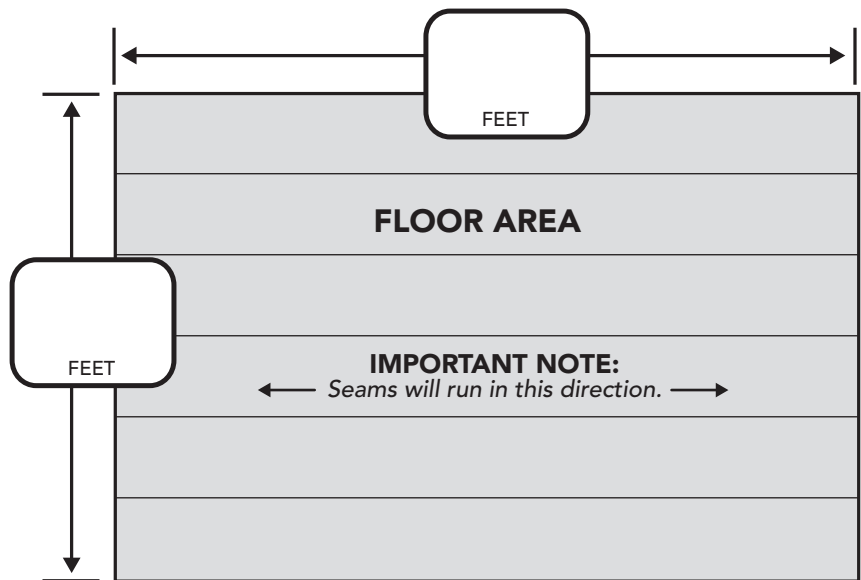 FEET
FLOOR AREA
FEET
IMPORTANT NOTE:
Seams will run in this direction.